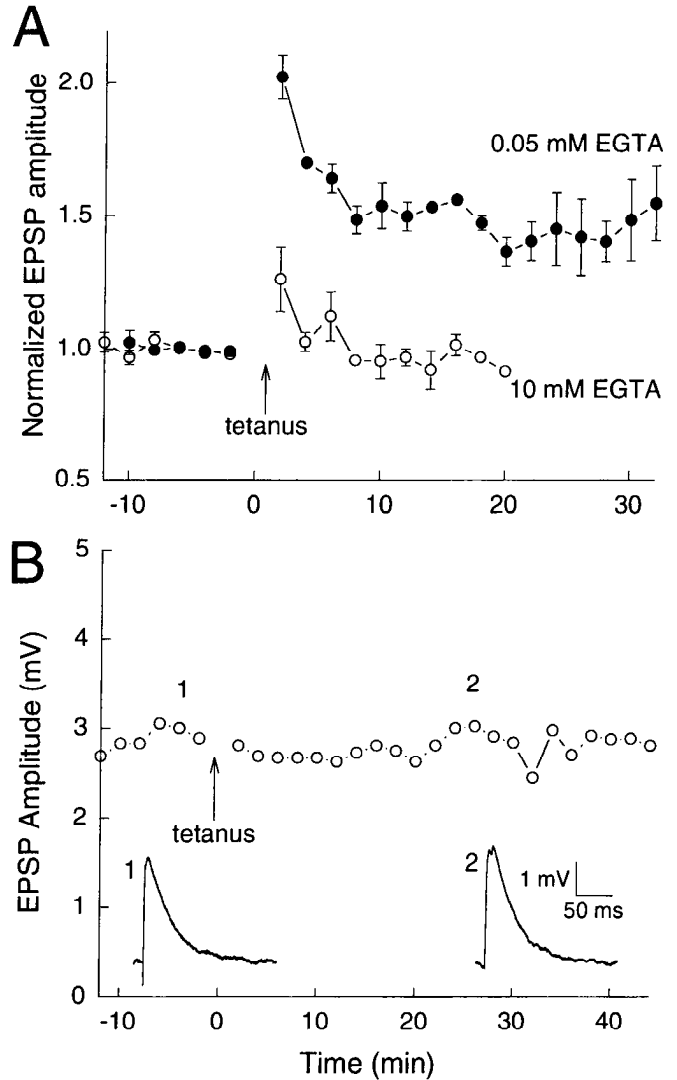 A
Normalized EPSP amplitude
2.0
1.5
1.0
0.5
0.05 mM EGTA
10 mM EGTA
tetanus
-10 0 10 20 30
B
EPSP Amplitude (mV)
5
4
3
2
1
0
1
2
tetanus
1
2
1 mV
50 ms
-10 0 10 20 30 40
Time (min)